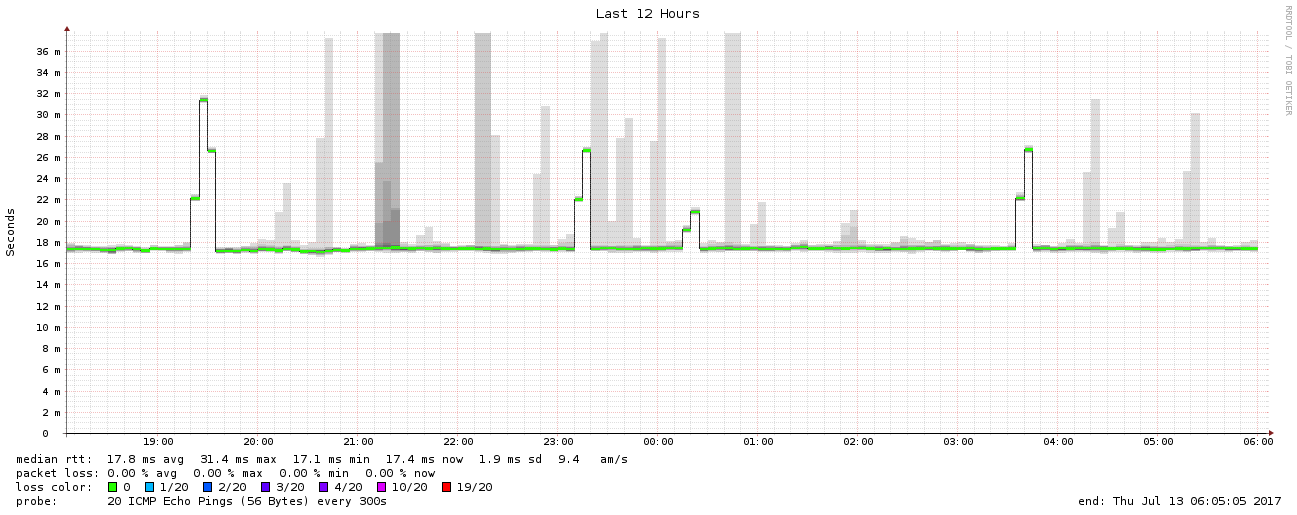 Last 12 Hours
RRDTOOL / TOBI OETIKER
Seconds
36 m
34 m
32 m
30 m
28 m
26 m
24 m
22 m
20 m
18 m
16 m
14 m
12 m
10 m
8 m
6 m
4 m
2 m
0
19:00 20:00 21:00 22:00 23:00 00:00 01:00 02:00 03:00 04:00 05:00 06:00
median rtt: 17.8 ms avg 31.4 ms max 17.1 ms min 17.4 ms now 1.9 ms sd 9.4 am/s
packet loss: 0.00 % avg 0.00 % max 0.00 % min 0.00 % now
loss color: 0 1/20 2/20 3/20 4/20 10/20 19/20
probe: 20 ICMP Echo Pings (56 Bytes) every 300s end: Thu Jul 13 06:05:05 2017